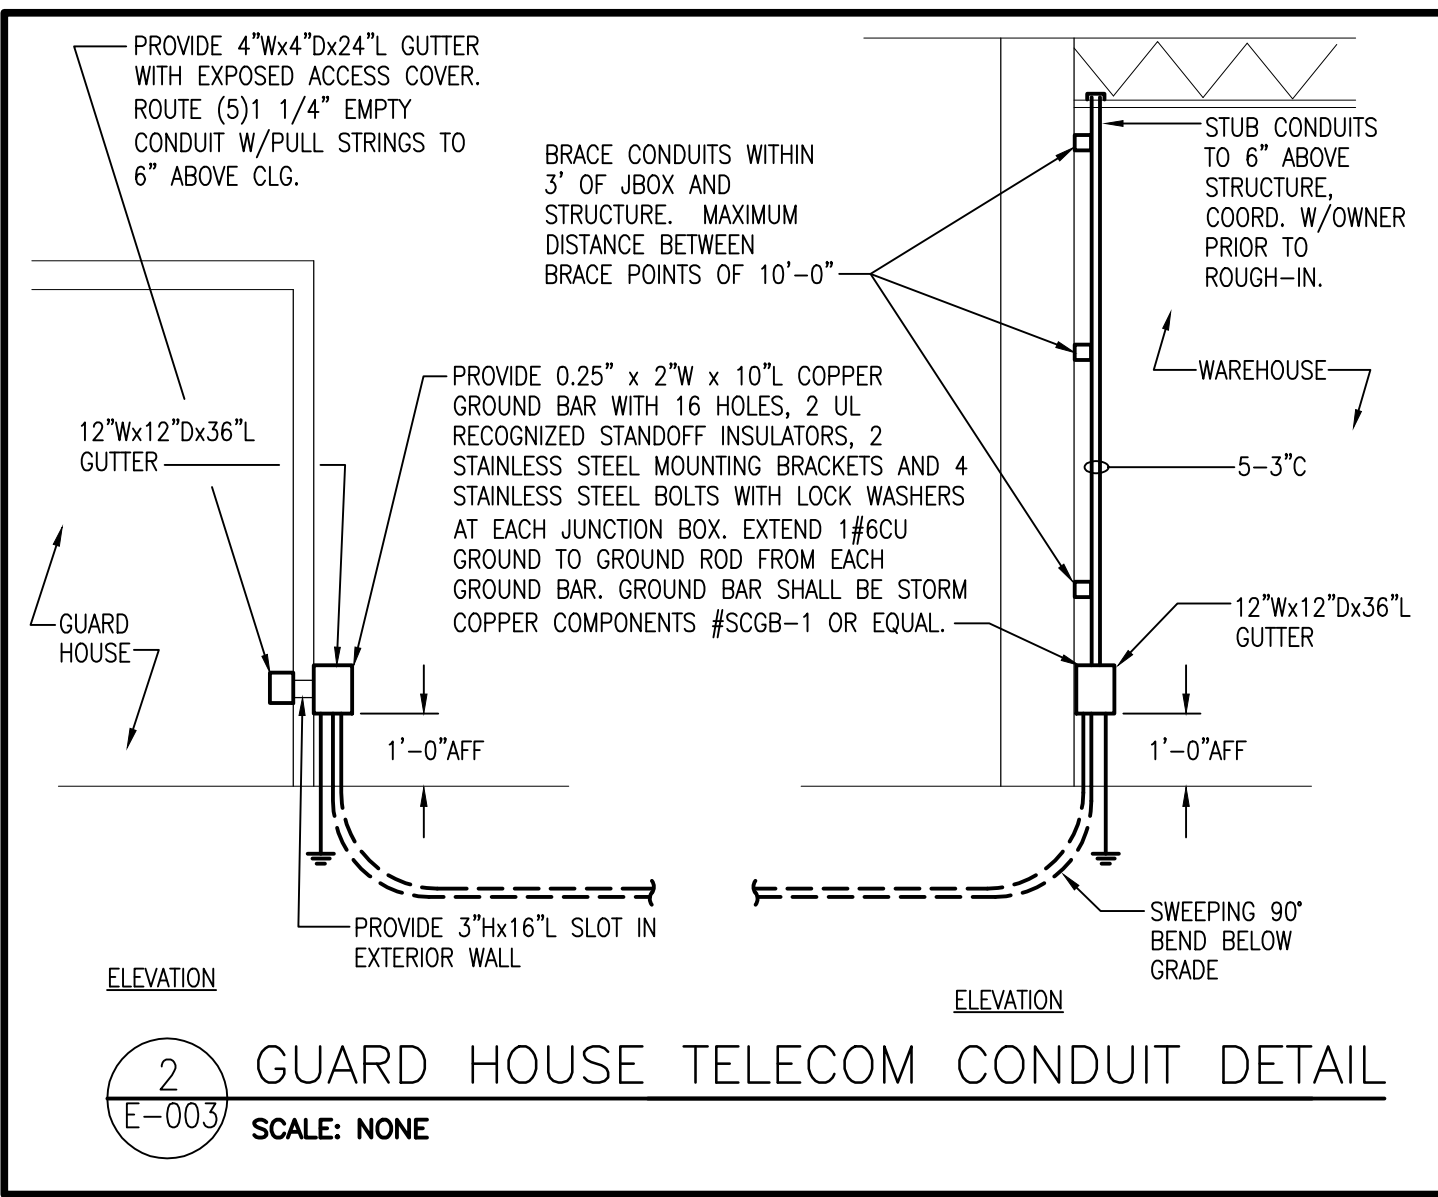 PROVIDE 4"Wx4"Dx24"L GUTTER
WITH EXPOSED ACCESS COVER.
ROUTE (5)1 1/4" EMPTY
CONDUIT W/PULL STRINGS TO
6" ABOVE CLG.
BRACE CONDUITS WITHIN
3' OF JBOX AND
STRUCTURE. MAXIMUM
DISTANCE BETWEEN
BRACE POINTS OF 10'-0"
STUB CONDUITS
TO 6" ABOVE
STRUCTURE,
COORD. W/OWNER
PRIOR TO
ROUGH-IN.
WAREHOUSE
12"Wx12"Dx36"L
GUTTER
PROVIDE 0.25" x 2"W x 10"L COPPER
GROUND BAR WITH 16 HOLES, 2 UL
RECOGNIZED STANDOFF INSULATORS, 2
STAINLESS STEEL MOUNTING BRACKETS AND 4
STAINLESS STEEL BOLTS WITH LOCK WASHERS
AT EACH JUNCTION BOX. EXTEND 1#6CU
GROUND TO GROUND ROD FROM EACH
GROUND BAR. GROUND BAR SHALL BE STORM
COPPER COMPONENTS #SCGB-1 OR EQUAL.
5-3"C
GUARD
HOUSE
12"Wx12"Dx36"L
GUTTER
1'-0"AFF
1'-0"AFF
PROVIDE 3"Hx16"L SLOT IN
EXTERIOR WALL
SWEEPING 90°
BEND BELOW
GRADE
ELEVATION
ELEVATION
2
E-003
GUARD HOUSE TELECOM CONDUIT DETAIL
SCALE: NONE